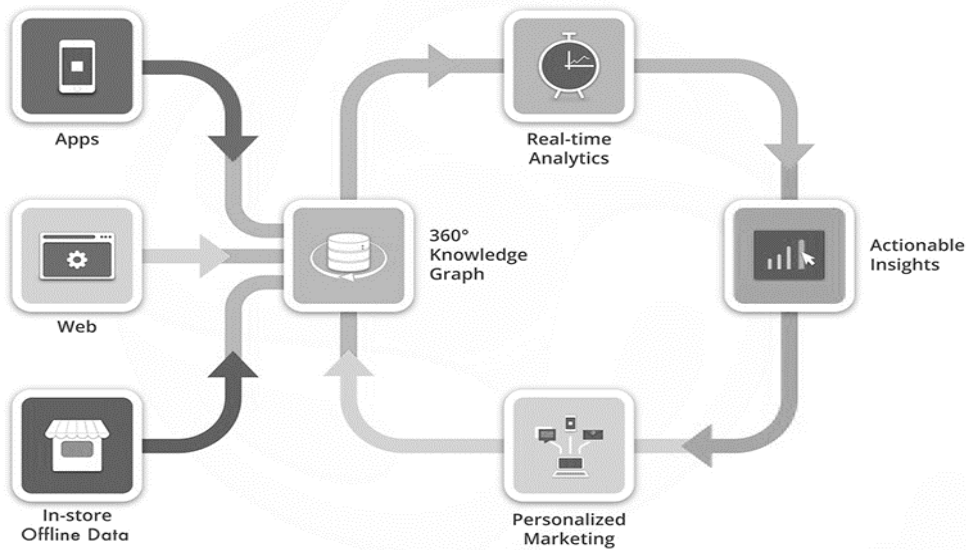 Apps
Real-time
Analytics
360°
Knowledge
Graph
Actionable
Insights
Web
In-store
Offline Data
Personalized
Marketing